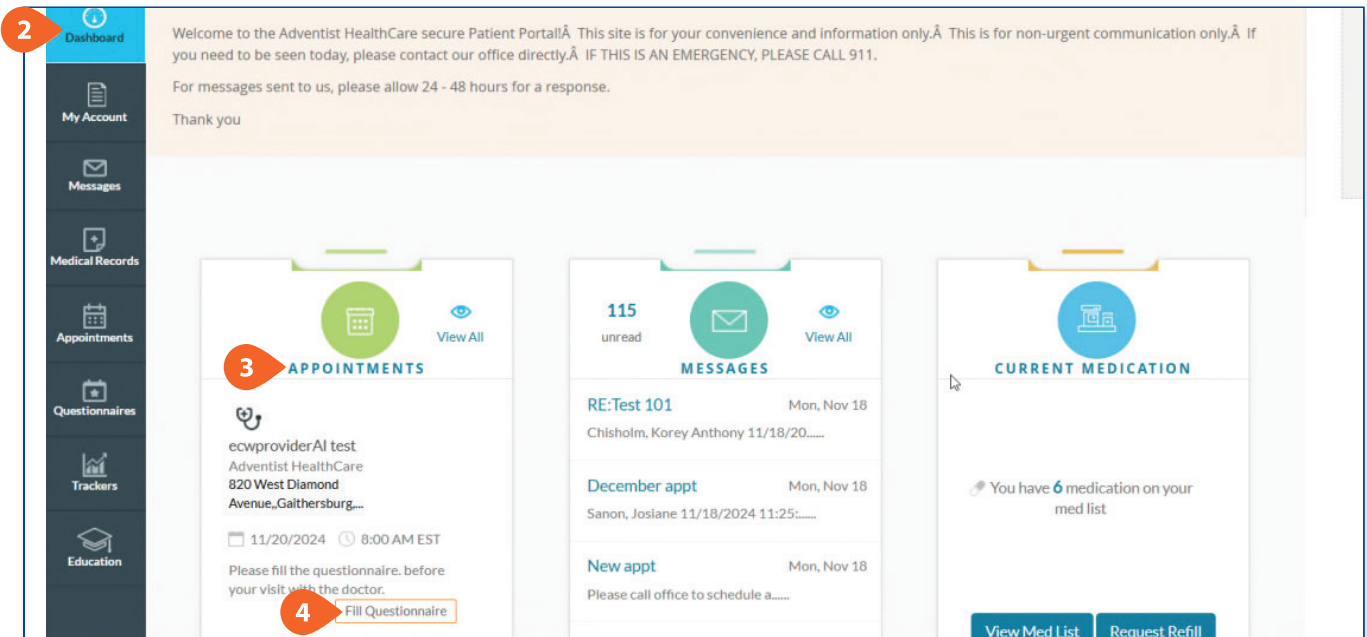 2
Dashboard
My Account
Messages
Medical Records
Appointments
Questionnaires
Trackers
Education
Welcome to the Adventist HealthCare secure Patient Portal!Â This site is for your convenience and information only.Â This is for non-urgent communication only.Â If
you need to be seen today, please contact our office directly.Â IF THIS IS AN EMERGENCY, PLEASE CALL 911.
For messages sent to us, please allow 24 - 48 hours for a response.
Thank you
View All
3
APPOINTMENTS
ecwproviderAI test
Adventist HealthCare
820 West Diamond
Avenue,,Gaithersburg,...
11/20/2024 8:00 AM EST
Please fill the questionnaire. before
your visit with the doctor.
4
Fill Questionnaire
115
unread
View All
MESSAGES
RE:Test 101 Mon, Nov 18
Chisholm, Korey Anthony 11/18/20......
December appt Mon, Nov 18
Sanon, Josiane 11/18/2024 11:25:......
New appt Mon, Nov 18
Please call office to schedule a......
CURRENT MEDICATION
You have 6 medication on your
med list
View Med List Request Refill